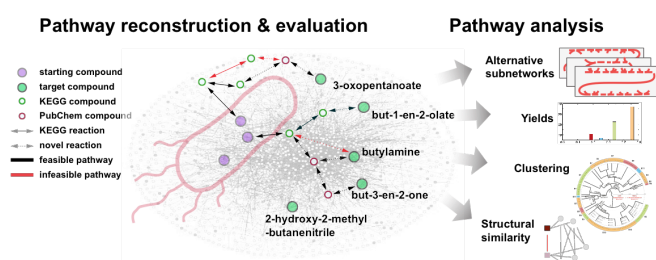 Pathway reconstruction & evaluation
Pathway analysis
starting compound
target compound
KEGG compound
PubChem compound
KEGG reaction
novel reaction
feasible pathway
infeasible pathway
3-oxopentanoate
but-1-en-2-olate
butylamine
but-3-en-2-one
2-hydroxy-2-methyl
-butanenitrile
Alternative
subnetworks
Yields
Clustering
Structural
similarity